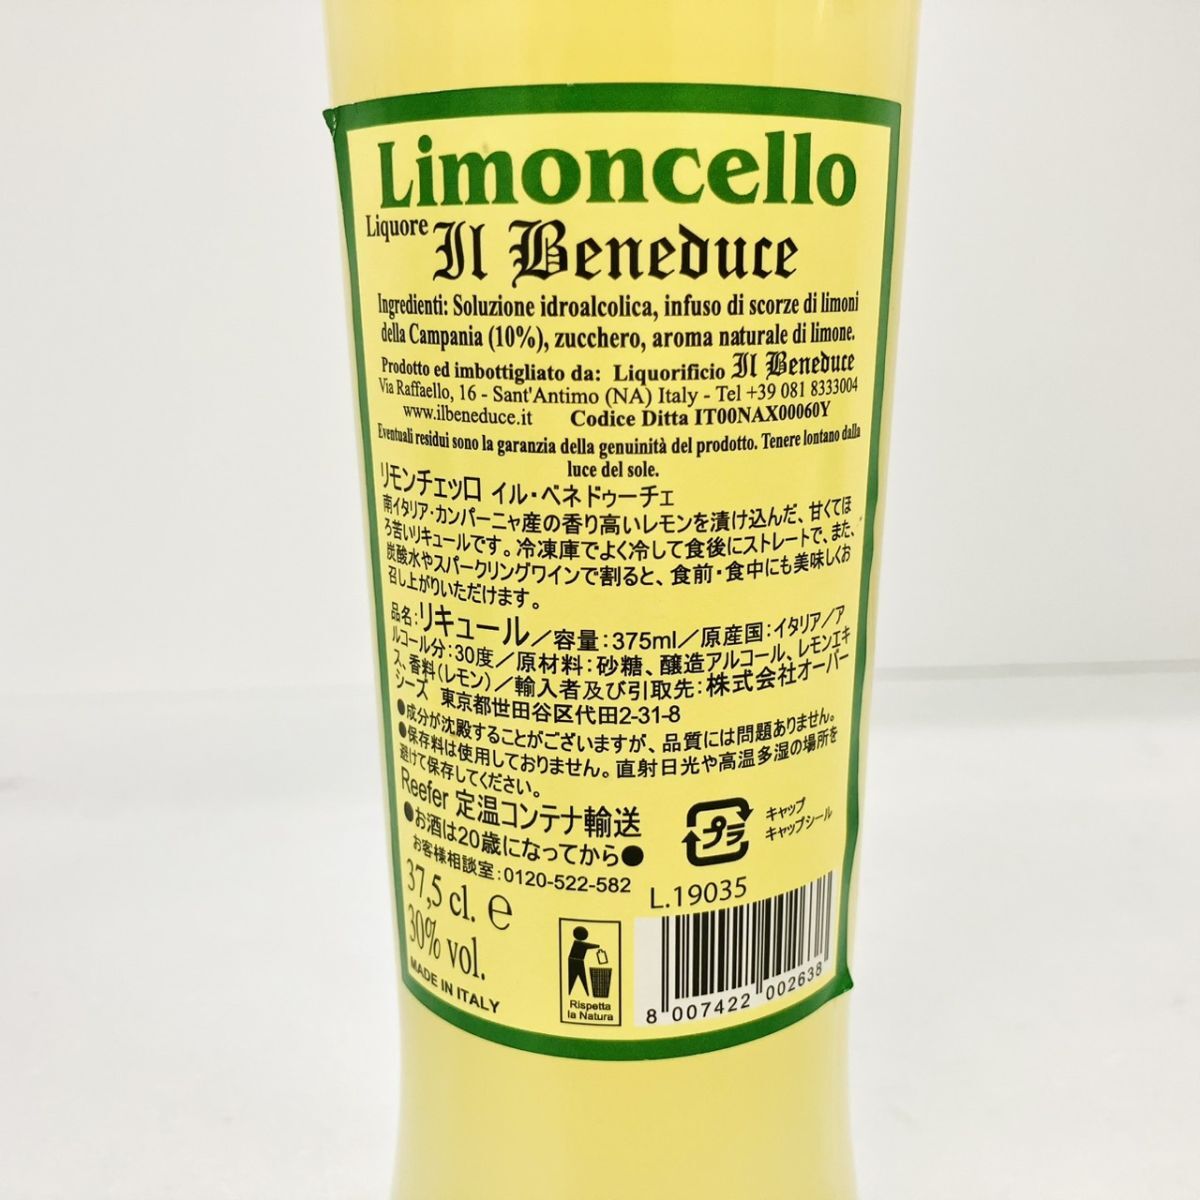 Limoncello
Liquore Il Beneduce
Ingredienti: Soluzione idroalcolica, infuso di scorze di limoni
della Campania (10%), zucchero, aroma naturale di limone.
Prodotto ed imbottigliato da: Liquorificio Il Beneduce
Via Raffaello, 16 - Sant'Antimo (NA) Italy - Tel +39 081 8333004
www.ilbeneduce.it Codice Ditta IT00NAX00060Y
Eventuali residui sono la garanzia della genuinità del prodotto. Tenere lontano dalla
luce del sole.
リモンチェッロ イル・ベネドゥーチェ
南イタリア・カンパーニャ産の香り高いレモンを漬け込んだ、甘くてほ
ろ苦いリキュールです。冷凍庫でよく冷して食後にストレートで、また、
炭酸水やスパークリングワインで割ると、食前・食中にも美味しくお
召し上がりいただけます。
品名:リキュール/容量:375ml/原産国:イタリア/ア
ルコール分:30度/原材料:砂糖、醸造アルコール、レモンエキ
ス、香料(レモン)/輸入者及び引取先:株式会社オーバー
シーズ 東京都世田谷区代田2-31-8
●成分が沈殿することがございますが、品質には問題ありません。
●保存料は使用しておりません。直射日光や高温多湿の場所を
避けて保存してください。
Reefer 定温コンテナ輸送
●お酒は20歳になってから●
お客様相談室:0120-522-582
プラ
キャップ
キャップシール
37,5 cl. e
30% vol.
MADE IN ITALY
Rispetta
la Natura
L.19035
8 007422 002638